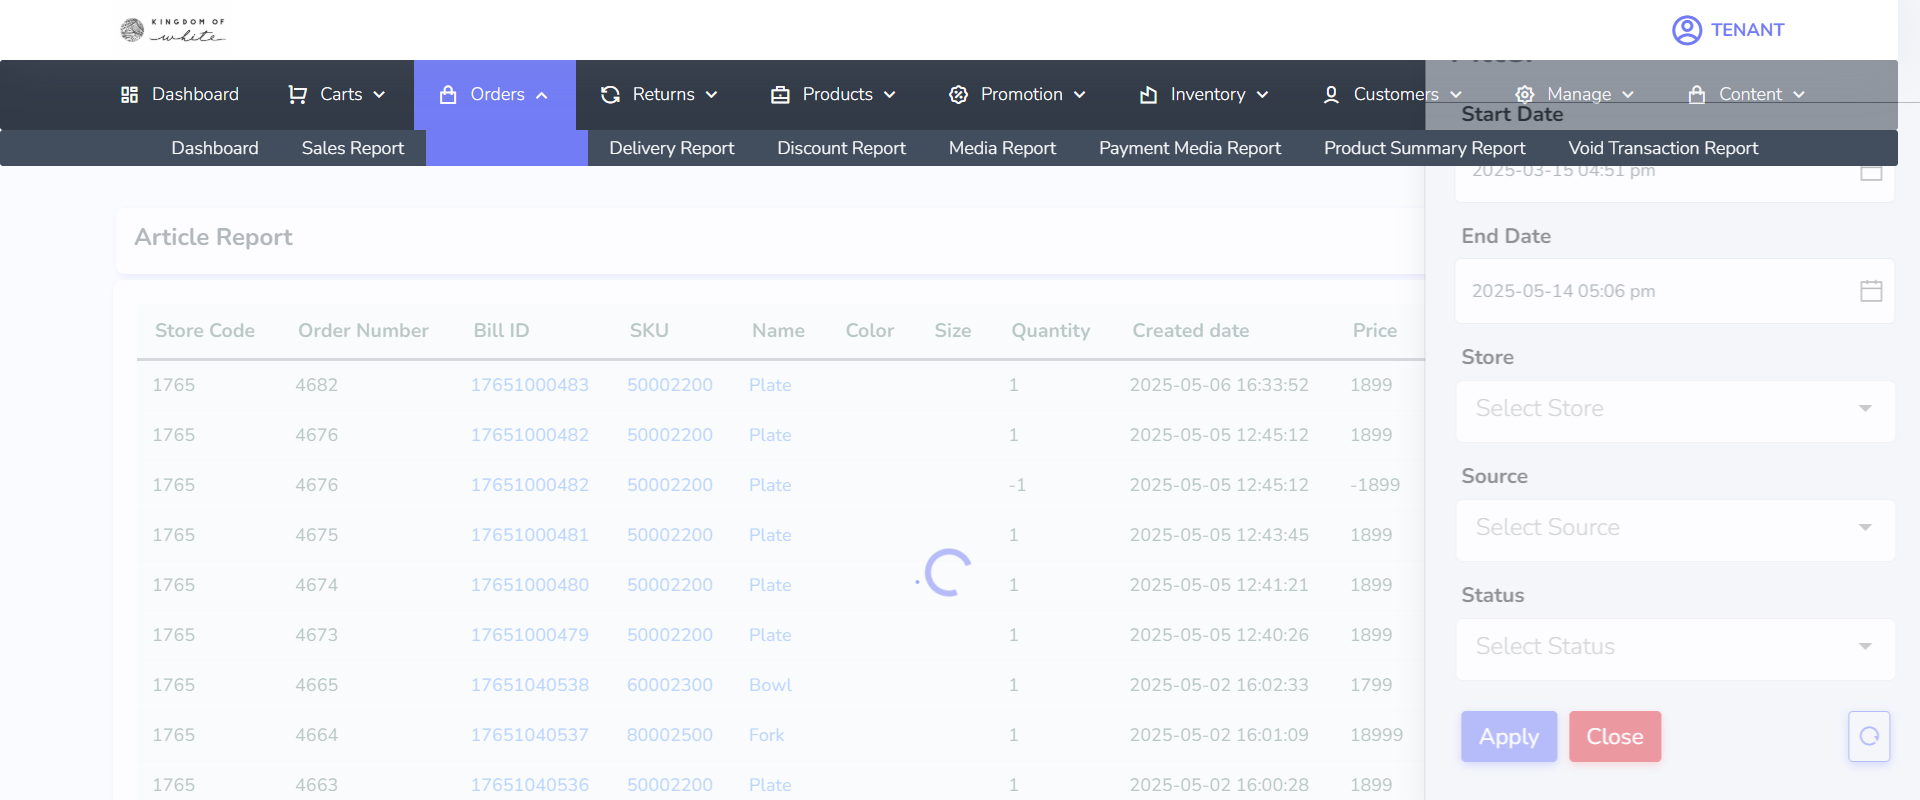 KINGDOM OF
white
TENANT
Dashboard Carts Orders Returns Products Promotion Inventory Customers Manage Content
Start Date
Dashboard Sales Report Delivery Report Discount Report Media Report Payment Media Report Product Summary Report Void Transaction Report
2025-03-15 04:51 pm
Article Report
End Date
2025-05-14 05:06 pm
Store Code Order Number Bill ID SKU Name Color Size Quantity Created date Price
1765 4682 17651000483 50002200 Plate 1 2025-05-06 16:33:52 1899
1765 4676 17651000482 50002200 Plate 1 2025-05-05 12:45:12 1899
1765 4676 17651000482 50002200 Plate -1 2025-05-05 12:45:12 -1899
1765 4675 17651000481 50002200 Plate 1 2025-05-05 12:43:45 1899
1765 4674 17651000480 50002200 Plate 1 2025-05-05 12:41:21 1899
1765 4673 17651000479 50002200 Plate 1 2025-05-05 12:40:26 1899
1765 4665 17651040538 60002300 Bowl 1 2025-05-02 16:02:33 1799
1765 4664 17651040537 80002500 Fork 1 2025-05-02 16:01:09 18999
1765 4663 17651040536 50002200 Plate 1 2025-05-02 16:00:28 1899
Store
Select Store
Source
Select Source
Status
Select Status
Apply Close